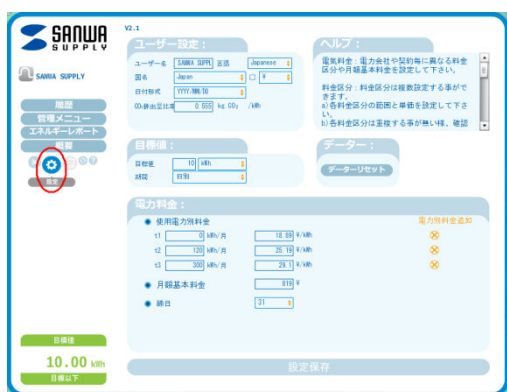 SANWA
SUPPLY
V2.1
SANWA SUPPLY
履歴
管理メニュー
エネルギーレポート
概要
設定
目標値
10.00 kWh
目標以下
ユーザー設定：
ユーザー名 SANWA SUPPL 言語 Japanese
国名 Japan ¥
日付形式 YYYY/MM/DD
CO₂排出至比率 0.555 kg CO₂ /kWh
ヘルプ：
電気料金：電力会社や契約毎に異なる料金
区分や月額基本料金を設定して下さい。
料金区分：料金区分は複数設定する事がで
きます。
a)各料金区分の範囲と単価を設定して下さ
い。
b)各料金区分は重複する事が無い様、確認
目標値：
目標値 10 kWh
期間 日別
データー：
データーリセット
電力料金：
使用電力別料金 電力別料金追加
t1 0 kWh/月 18.89 ¥/kWh
t2 120 kWh/月 25.19 ¥/kWh
t3 300 kWh/月 29.1 ¥/kWh
月額基本料金 819 ¥
締日 31
設定保存